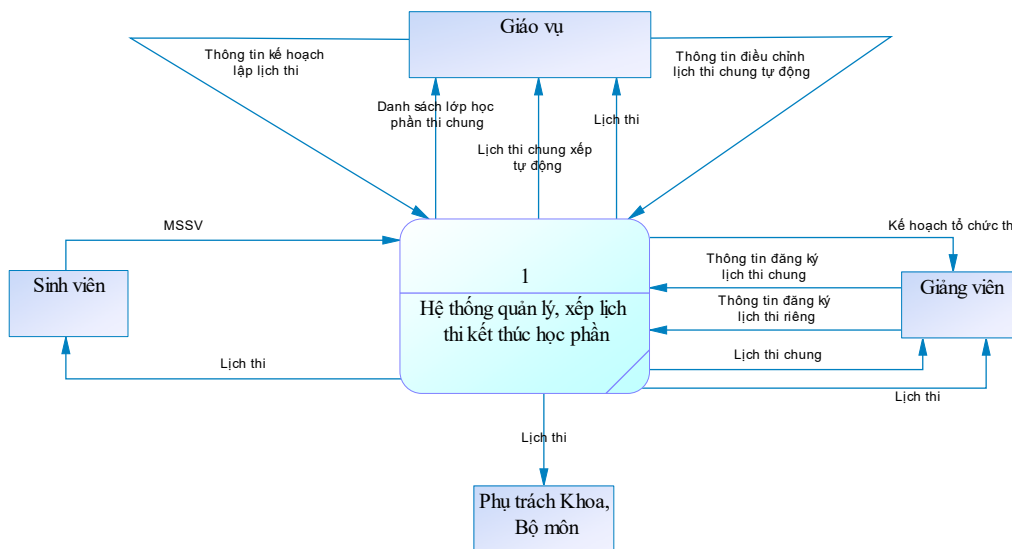 Giáo vụ
Thông tin kế hoạch
lập lịch thi
Thông tin điều chỉnh
lịch thi chung tự động
Danh sách lớp học
phần thi chung
Lịch thi
Lịch thi chung xếp
tự động
MSSV
Kế hoạch tổ chức th
Sinh viên
1
Hệ thống quản lý, xếp lịch
thi kết thúc học phần
Thông tin đăng ký
lịch thi chung
Giảng viên
Thông tin đăng ký
lịch thi riêng
Lịch thi
Lịch thi chung
Lịch thi
Lịch thi
Phụ trách Khoa,
Bộ môn